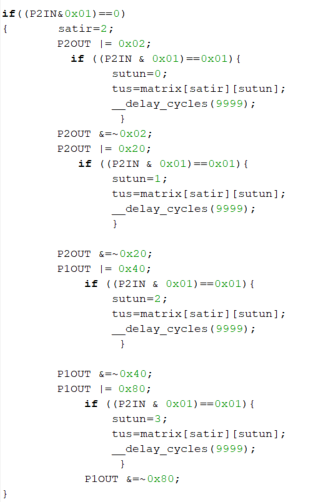 if((P2IN&0x01)==0)
{ satir=2;
P2OUT |= 0x02;
if ((P2IN & 0x01)==0x01){
sutun=0;
tus=matrix[satir][sutun];
__delay_cycles(9999);
}
P2OUT &=~0x02;
P2OUT |= 0x20;
if ((P2IN & 0x01)==0x01){
sutun=1;
tus=matrix[satir][sutun];
__delay_cycles(9999);
}
P2OUT &=~0x20;
P1OUT |= 0x40;
if ((P2IN & 0x01)==0x01){
sutun=2;
tus=matrix[satir][sutun];
__delay_cycles(9999);
}
P1OUT &=~0x40;
P1OUT |= 0x80;
if ((P2IN & 0x01)==0x01){
sutun=3;
tus=matrix[satir][sutun];
__delay_cycles(9999);
}
P1OUT &=~0x80;
}